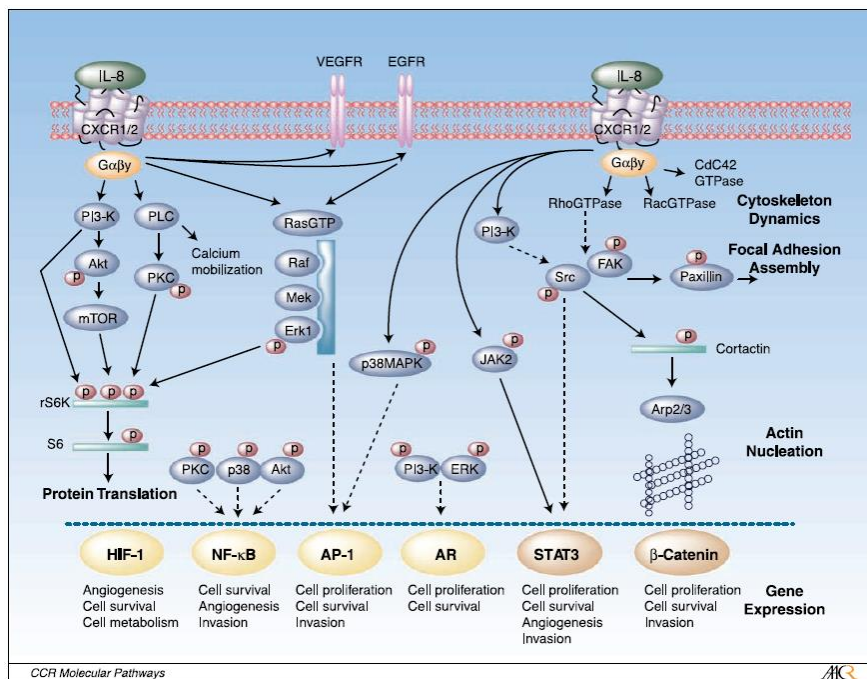 VEGFR EGFR
IL-8
IL-8
CXCR1/2
CXCR1/2
Gαβγ
Gαβγ
CdC42
GTPase
RhoGTPase
RacGTPase
Cytoskeleton
Dynamics
PI3-K
PLC
RasGTP
PI3-K
Calcium
mobilization
Akt
P
PKC
P
Raf
Mek
Erk1
P
mTOR
FAK
P
Src
P
Paxillin
P
Focal Adhesion
Assembly
p38MAPK
P
JAK2
P
P
Cortactin
rS6K
P P P
Arp2/3
S6
P
Protein Translation
PKC
P
p38
P
Akt
P
PI3-K
P
ERK
P
Actin
Nucleation
HIF-1
NF-κB
AP-1
AR
STAT3
β-Catenin
Angiogenesis
Cell survival
Cell metabolism
Cell survival
Angiogenesis
Invasion
Cell proliferation
Cell survival
Invasion
Cell proliferation
Cell survival
Cell proliferation
Cell survival
Angiogenesis
Invasion
Cell proliferation
Cell survival
Invasion
Gene
Expression
CCR Molecular Pathways
AACR